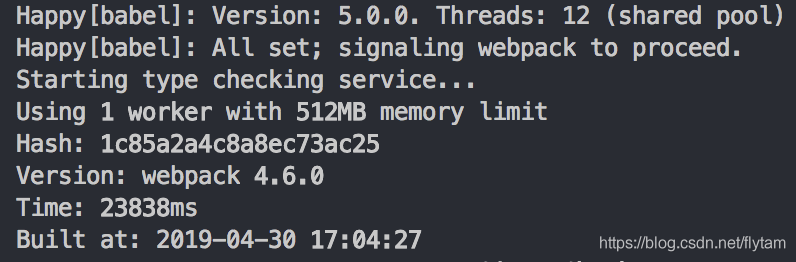 Happy[babel]: Version: 5.0.0. Threads: 12 (shared pool)
Happy[babel]: All set; signaling webpack to proceed.
Starting type checking service...
Using 1 worker with 512MB memory limit
Hash: 1c85a2a4c8a8ec73ac25
Version: webpack 4.6.0
Time: 23838ms
Built at: 2019-04-30 17:04:27
https://blog.csdn.net/flytam